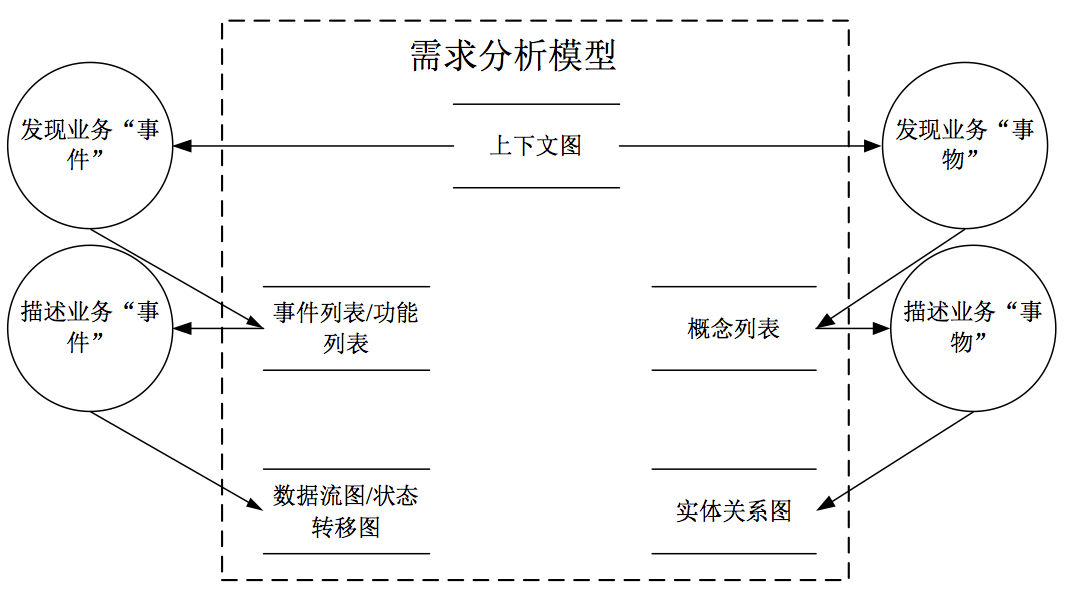 需求分析模型
发现业务“事
件”
上下文图
发现业务“事
物”
描述业务“事
件”
事件列表/功能
列表
概念列表
描述业务“事
物”
数据流图/状态
转移图
实体关系图